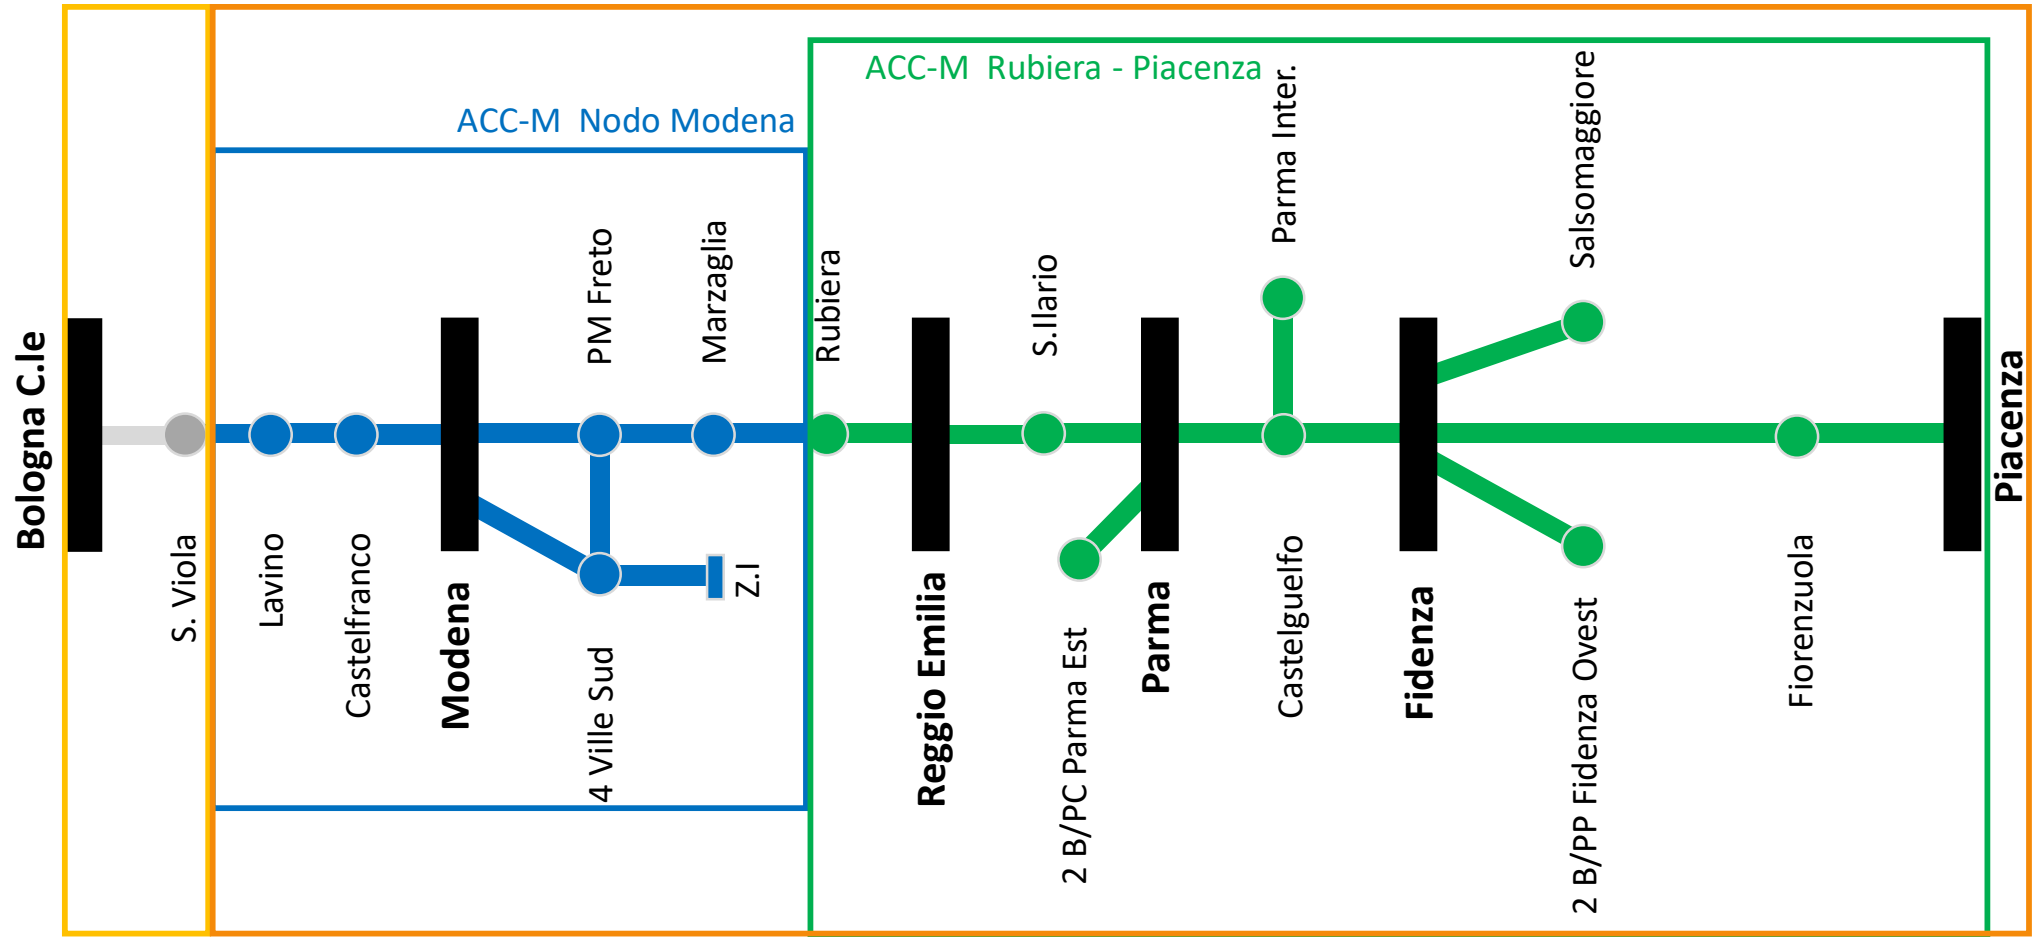 ACC-M Rubiera - Piacenza
ACC-M Nodo Modena
Bologna C.le
S. Viola
Lavino
Castelfranco
Modena
PM Freto
4 Ville Sud
Marzaglia
Z.I
Rubiera
Reggio Emilia
S.Ilario
2 B/PC Parma Est
Parma
Parma Inter.
Castelguelfo
Fidenza
Salsomaggiore
2 B/PP Fidenza Ovest
Fiorenzuola
Piacenza